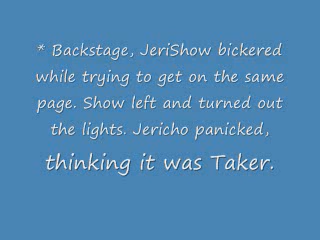 * Backstage, JeriShow bickered
while trying to get on the same
page. Show left and turned out
the lights. Jericho panicked,
thinking it was Taker.